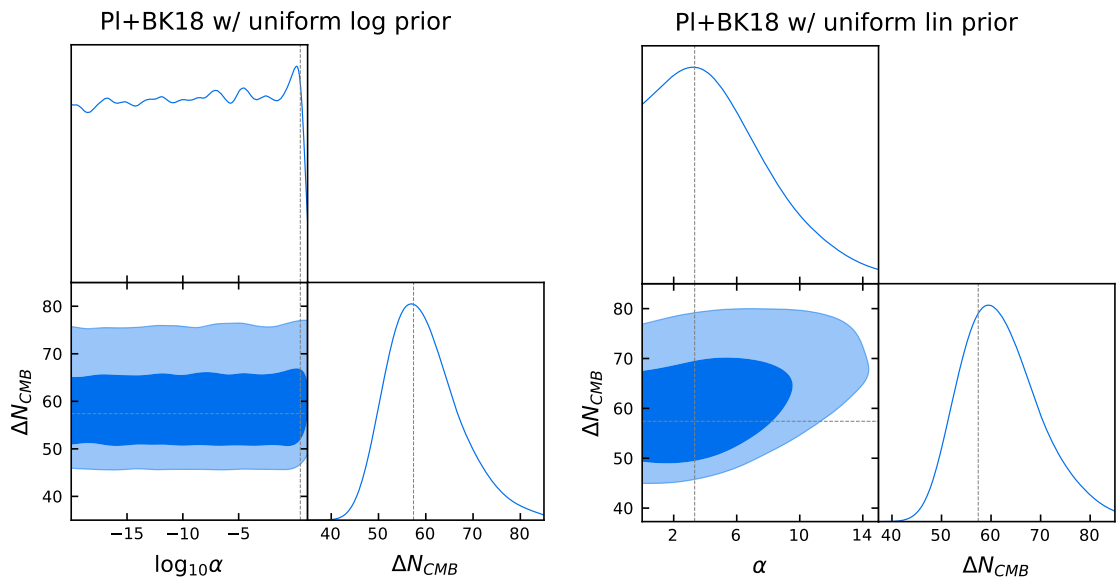 Pl+BK18 w/ uniform log prior
Pl+BK18 w/ uniform lin prior
80
70
60
50
40
ΔN_CMB
−15 −10 −5
log₁₀α
40 50 60 70 80
ΔN_CMB
80
70
60
50
40
ΔN_CMB
2 6 10 14
α
40 50 60 70 80
ΔN_CMB